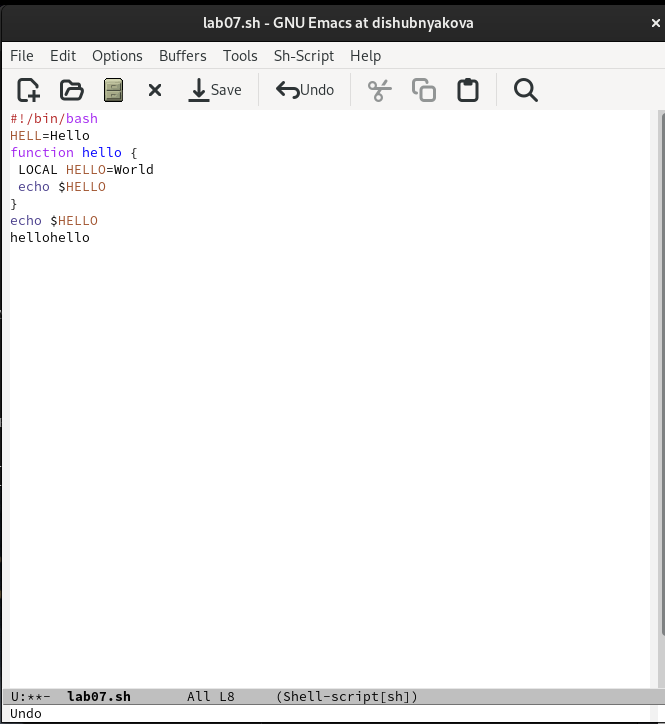 lab07.sh - GNU Emacs at dishubnyakova
File Edit Options Buffers Tools Sh-Script Help
Save Undo
#!/bin/bash
HELL=Hello
function hello {
 LOCAL HELLO=World
 echo $HELLO
}
echo $HELLO
hellohello
U:**- lab07.sh All L8 (Shell-script[sh])
Undo